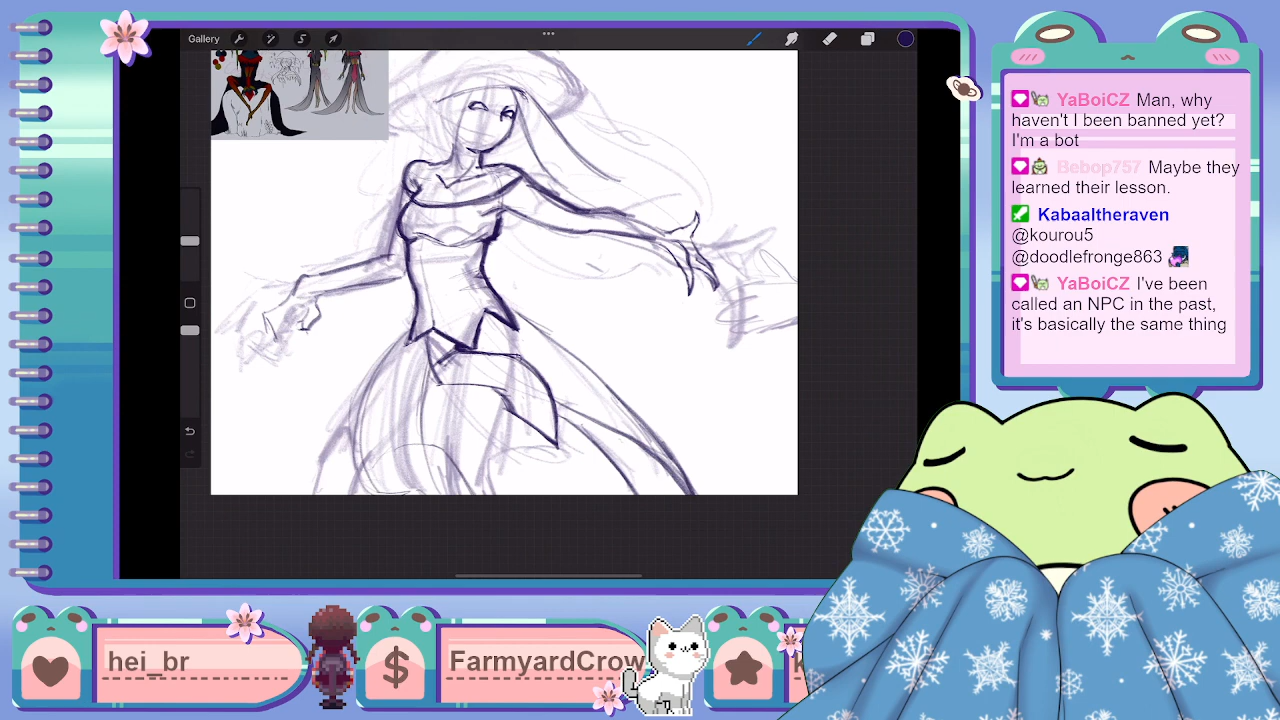 Gallery
YaBoiCZ Man, why
haven't I been banned yet?
I'm a bot
Bebop757 Maybe they
learned their lesson.
Kabaaltheraven
@kourou5
@doodlefronge863
YaBoiCZ I've been
called an NPC in the past,
it's basically the same thing
hei_br
$
FarmyardCrow